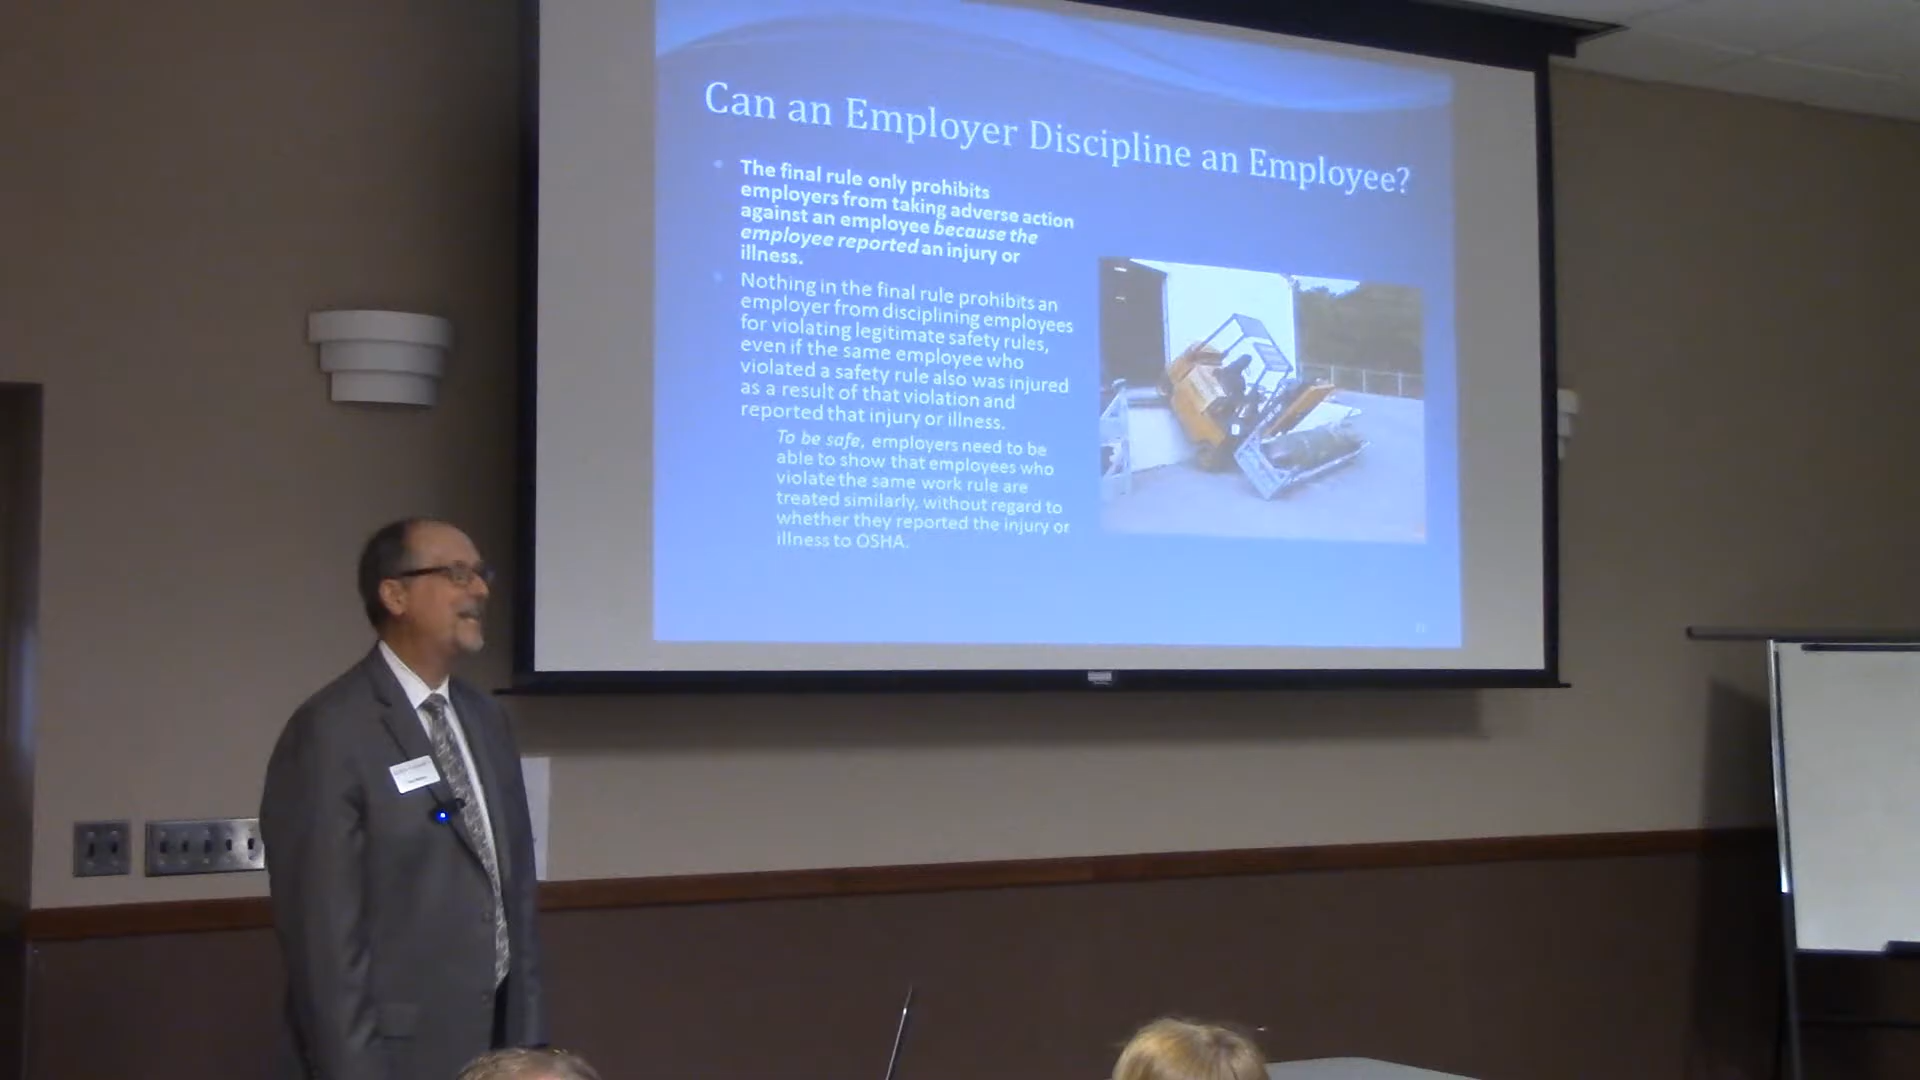 Can an Employer Discipline an Employee?
The final rule only prohibits
employers from taking adverse action
against an employee because the
employee reported an injury or
illness.
Nothing in the final rule prohibits an
employer from disciplining employees
for violating legitimate safety rules,
even if the same employee who
violated a safety rule also was injured
as a result of that violation and
reported that injury or illness.
To be safe, employers need to be
able to show that employees who
violate the same work rule are
treated similarly, without regard to
whether they reported the injury or
illness to OSHA.